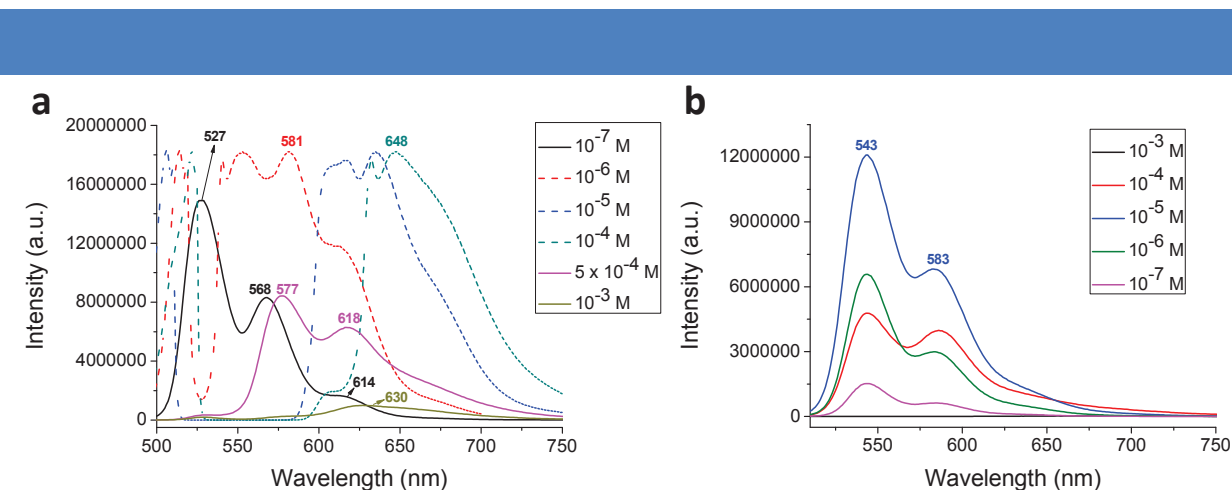 a
20000000
16000000
12000000
8000000
4000000
0
500 550 600 650 700 750
Intensity (a.u.)
Wavelength (nm)
527
581
648
568
577
618
614
630
10⁻⁷ M
10⁻⁶ M
10⁻⁵ M
10⁻⁴ M
5 x 10⁻⁴ M
10⁻³ M
b
12000000
9000000
6000000
3000000
0
550 600 650 700 750
Intensity (a.u.)
Wavelength (nm)
543
583
10⁻³ M
10⁻⁴ M
10⁻⁵ M
10⁻⁶ M
10⁻⁷ M